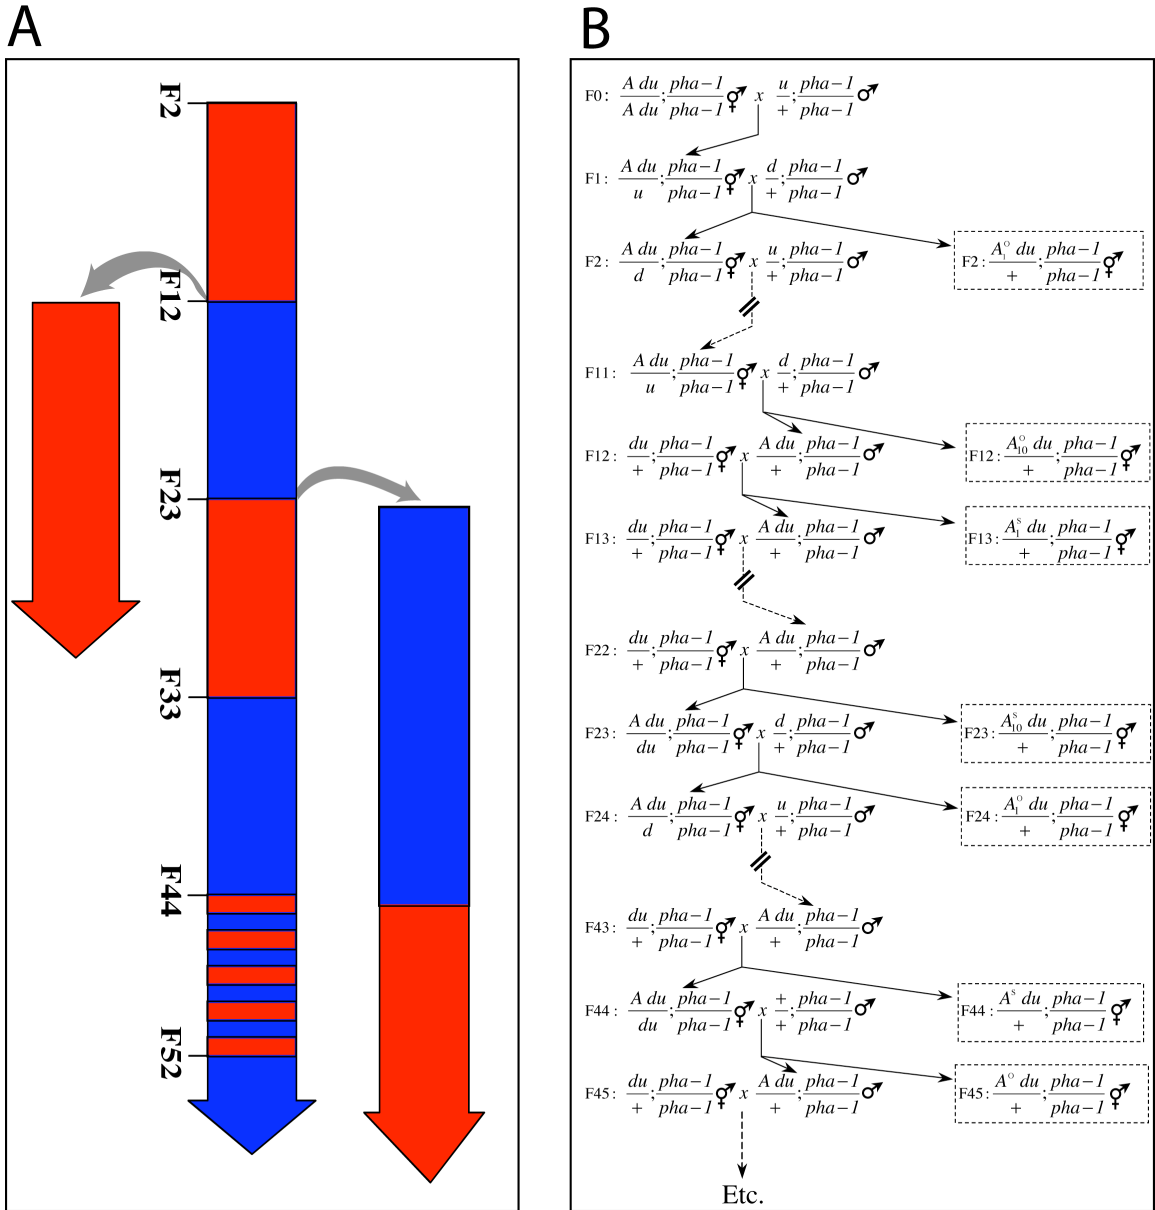 A
F2
F12
F23
F33
F44
F52
B
F0: A du/A du ; pha-1/pha-1 ⚥ x u/+ ; pha-1/pha-1 ♂
F1: A du/u ; pha-1/pha-1 ⚥ x d/+ ; pha-1/pha-1 ♂
F2: A du/d ; pha-1/pha-1 ⚥ x u/+ ; pha-1/pha-1 ♂ F2: A₁ᴼ du/+ ; pha-1/pha-1 ⚥
F11: A du/u ; pha-1/pha-1 ⚥ x d/+ ; pha-1/pha-1 ♂
F12: du/+ ; pha-1/pha-1 ⚥ x A du/+ ; pha-1/pha-1 ♂ F12: A₁₀ᴼ du/+ ; pha-1/pha-1 ⚥
F13: du/+ ; pha-1/pha-1 ⚥ x A du/+ ; pha-1/pha-1 ♂ F13: A₁ˢ du/+ ; pha-1/pha-1 ⚥
F22: du/+ ; pha-1/pha-1 ⚥ x A du/+ ; pha-1/pha-1 ♂
F23: A du/du ; pha-1/pha-1 ⚥ x d/+ ; pha-1/pha-1 ♂ F23: A₁₀ˢ du/+ ; pha-1/pha-1 ⚥
F24: A du/d ; pha-1/pha-1 ⚥ x u/+ ; pha-1/pha-1 ♂ F24: A₁ᴼ du/+ ; pha-1/pha-1 ⚥
F43: du/+ ; pha-1/pha-1 ⚥ x A du/+ ; pha-1/pha-1 ♂
F44: A du/du ; pha-1/pha-1 ⚥ x +/+ ; pha-1/pha-1 ♂ F44: Aˢ du/+ ; pha-1/pha-1 ⚥
F45: du/+ ; pha-1/pha-1 ⚥ x A du/+ ; pha-1/pha-1 ♂ F45: Aᴼ du/+ ; pha-1/pha-1 ⚥
Etc.